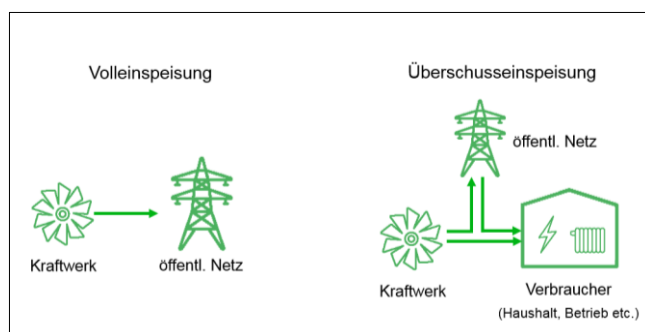 Volleinspeisung
Kraftwerk
öffentl. Netz
Überschusseinspeisung
öffentl. Netz
Kraftwerk
Verbraucher
(Haushalt, Betrieb etc.)